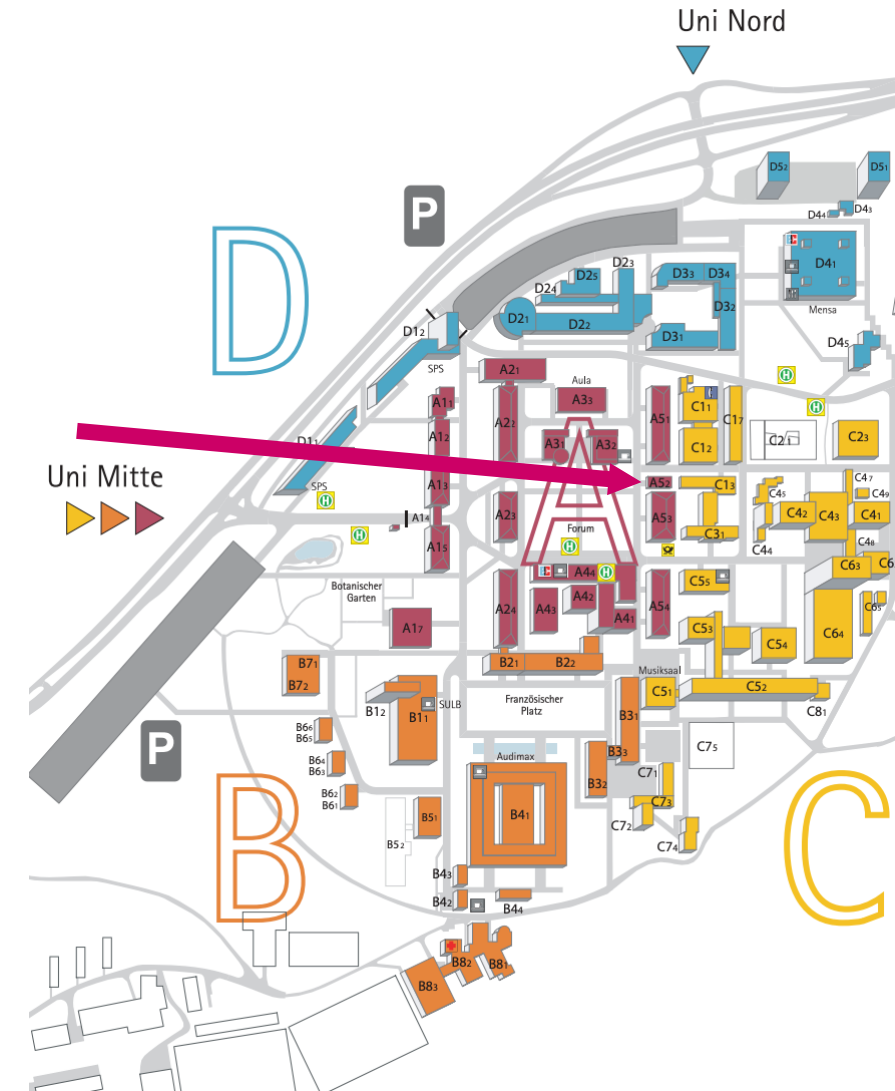 Uni Nord
D5₂ D5₁
D4₄ D4₃
P
D
D2₃
D2₅
D2₄
D3₃ D3₄
D4₁
D2₁ D2₂
D3₂
D3₁
Mensa
D1₂
SPS
D4₅
H
A2₁
Aula
A3₃
A1₁
A2₂
A5₁
C1₁
C1₇
H
C2₁
C2₃
A1₂
D1₁
A3₁ A3₂
C1₂
Uni Mitte
SPS
A1₃
A5₂
C1₃
C4₇
C4₅
C4₉
H
A1₄
A2₃
A
A5₃
C4₂ C4₃ C4₁
H
Forum
C3₁
A1₅
H
C4₄
C4₈
A4₄
H
C6₃
C5₅
Botanischer
Garten
A2₄
A4₃ A4₂
A5₄
C6₅
A1₇
A4₁
C5₃
C5₄
C6₄
B7₁
B7₂
B2₁ B2₂
Musiksaal
C5₁
C5₂
C8₁
B1₂
B1₁
SULB
Französischer
Platz
B3₁
P
B6₆
B6₅
B3₃
C7₅
B6₄
B6₃
Audimax
B3₂
C7₁
B6₂
B6₁
C7₃
B
B5₂
B5₁
B4₁
C7₂
C
C7₄
B4₃
B4₂
B4₄
B8₂
B8₁
B8₃